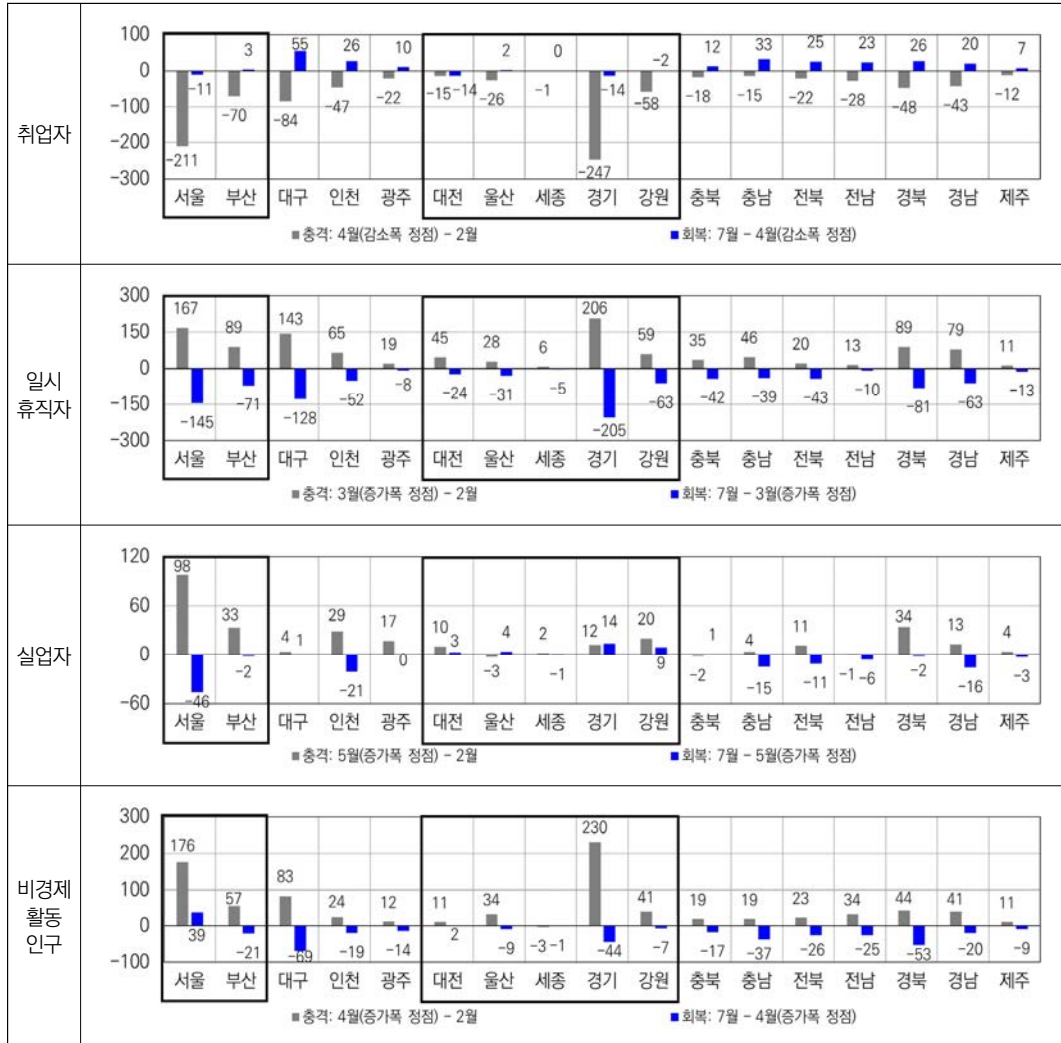 취업자
100
0
-100
-200
-300
-211 -11 -70 3 -84 55 -47 26 -22 10 -15 -14 -26 2 -1 0 -247 -14 -58 -2 -18 12 -15 33 -22 25 -28 23 -48 26 -43 20 -12 7
서울 부산 대구 인천 광주 대전 울산 세종 경기 강원 충북 충남 전북 전남 경북 경남 제주
■충격: 4월(감소폭 정점) - 2월 ■회복: 7월 - 4월(감소폭 정점)
일시
휴직자
300
150
0
-150
-300
167 -145 89 -71 143 -128 65 -52 19 -8 45 -24 28 -31 6 -5 206 -205 59 -63 35 -42 46 -39 20 -43 13 -10 89 -81 79 -63 11 -13
서울 부산 대구 인천 광주 대전 울산 세종 경기 강원 충북 충남 전북 전남 경북 경남 제주
■충격: 3월(증가폭 정점) - 2월 ■회복: 7월 - 3월(증가폭 정점)
실업자
120
60
0
-60
98 -46 33 -2 4 1 29 -21 17 0 10 3 -3 4 2 -1 12 14 20 9 -2 1 4 -15 11 -11 -1 -6 34 -2 13 -16 4 -3
서울 부산 대구 인천 광주 대전 울산 세종 경기 강원 충북 충남 전북 전남 경북 경남 제주
■충격: 5월(증가폭 정점) - 2월 ■회복: 7월 - 5월(증가폭 정점)
비경제
활동
인구
300
200
100
0
-100
176 39 57 -21 83 -69 24 -19 12 -14 11 2 34 -9 -3 -1 230 -44 41 -7 19 -17 19 -37 23 -26 34 -25 44 -53 41 -20 11 -9
서울 부산 대구 인천 광주 대전 울산 세종 경기 강원 충북 충남 전북 전남 경북 경남 제주
■충격: 4월(증가폭 정점) - 2월 ■회복: 7월 - 4월(증가폭 정점)